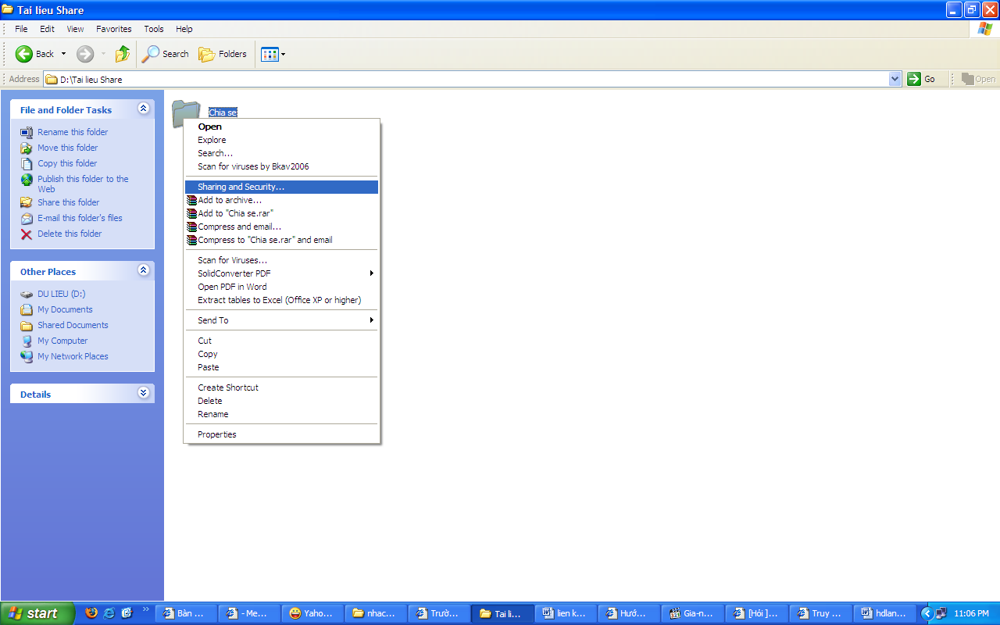 Tai lieu Share
File Edit View Favorites Tools Help
Back Search Folders
Address D:\Tai lieu Share Go Open
File and Folder Tasks
Rename this folder
Move this folder
Copy this folder
Publish this folder to the
Web
Share this folder
E-mail this folder's files
Delete this folder
Other Places
DU LIEU (D:)
My Documents
Shared Documents
My Computer
My Network Places
Details
Chia se
Open
Explore
Search...
Scan for viruses by Bkav2006
Sharing and Security...
Add to archive...
Add to "Chia se.rar"
Compress and email...
Compress to "Chia se.rar" and email
Scan for Viruses...
SolidConverter PDF
Open PDF in Word
Extract tables to Excel (Office XP or higher)
Send To
Cut
Copy
Paste
Create Shortcut
Delete
Rename
Properties
start Bàn ... - Me... Yaho... nhac... Trườ... Tai li... lien k... Hướ... Gia-n... [Hỏi ]... Truy ... hdlan... 11:06 PM